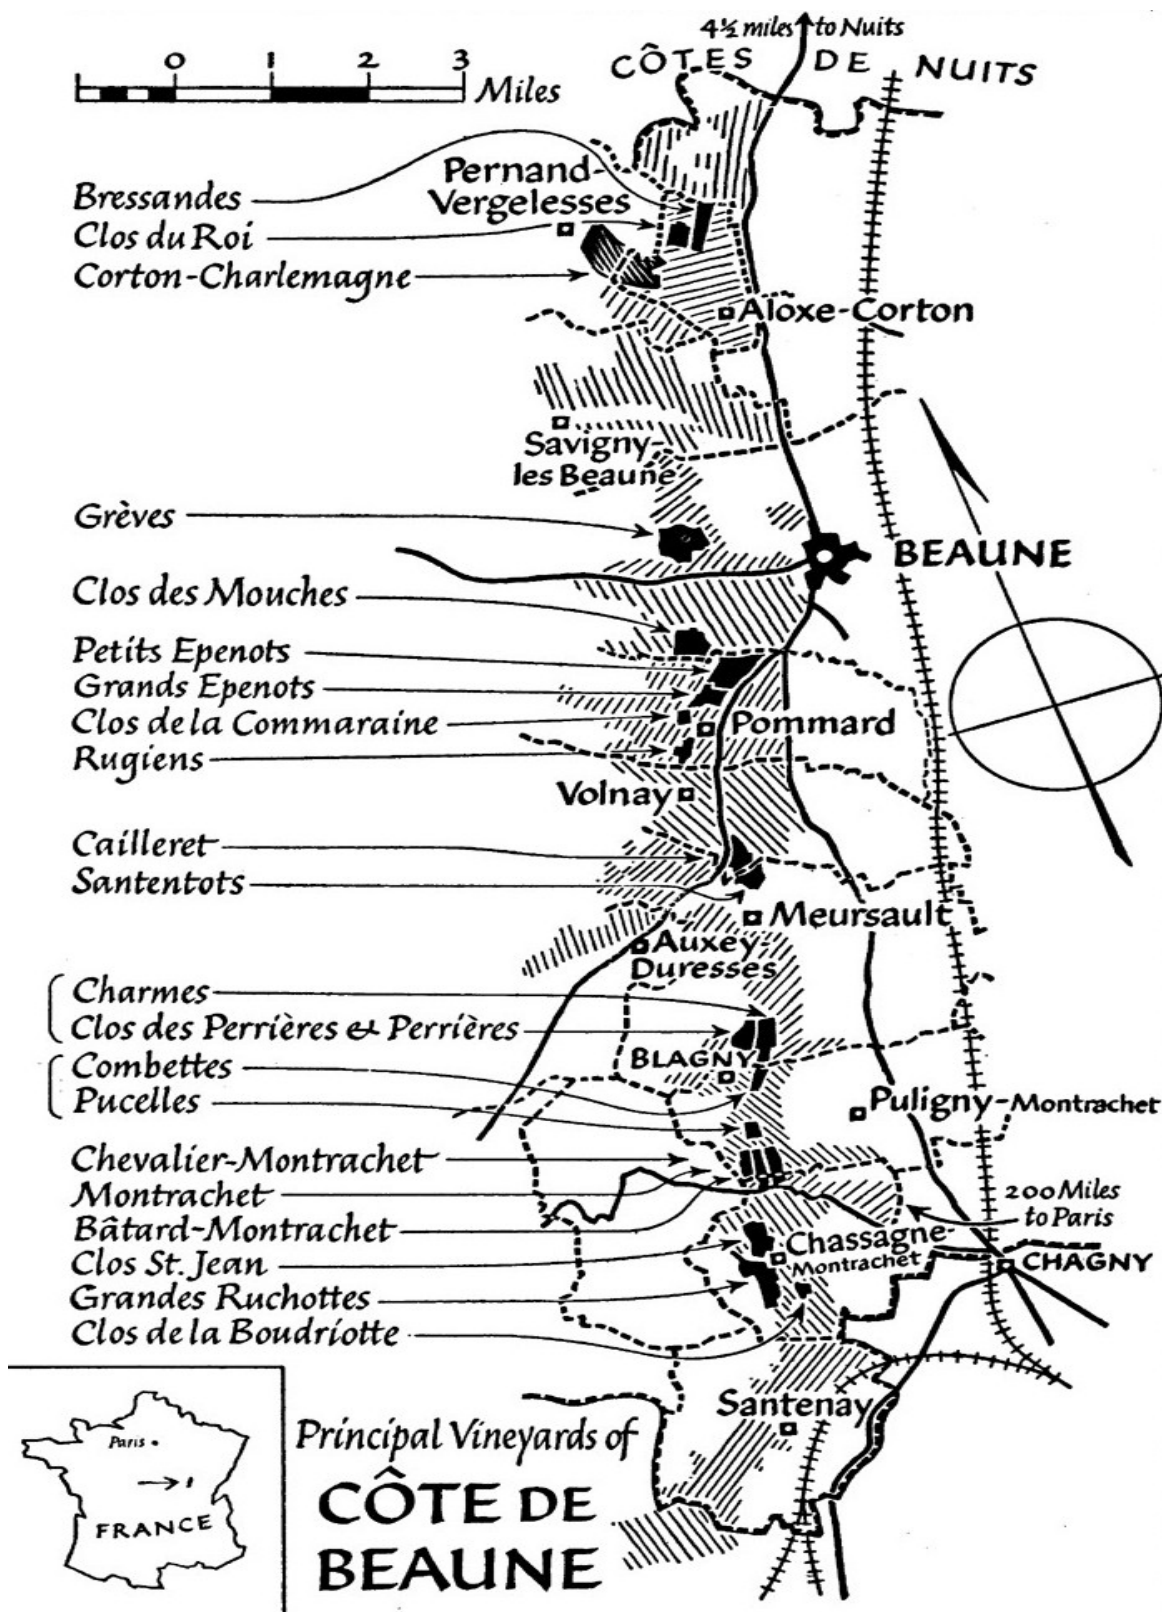 4½ miles to Nuits
CÔTES DE NUITS
0 1 2 3
Miles
Bressandes
Clos du Roi
Corton-Charlemagne
Pernand-
Vergelesses
Aloxe-Corton
Savigny-
les Beaune
Grèves
BEAUNE
Clos des Mouches
Petits Epenots
Grands Epenots
Clos de la Commaraine
Rugiens
Pommard
Volnay
Cailleret
Santentots
Meursault
Auxey-
Duresses
Charmes
Clos des Perrières & Perrières
Combettes
Pucelles
BLAGNY
Puligny-Montrachet
Chevalier-Montrachet
Montrachet
Bâtard-Montrachet
Clos St. Jean
Grandes Ruchottes
Clos de la Boudriotte
200 Miles
to Paris
Chassagne-
Montrachet
CHAGNY
Santenay
Paris
FRANCE
Principal Vineyards of
CÔTE DE
BEAUNE